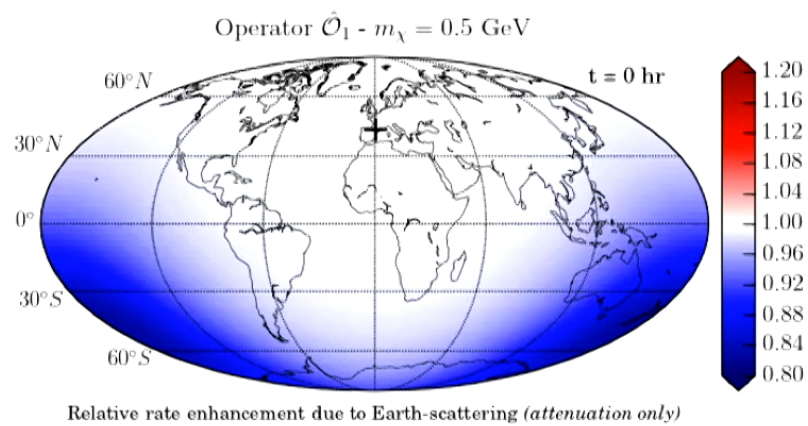 Operator Ô₁ - mχ = 0.5 GeV
60°N
t = 0 hr
30°N
0°
30°S
60°S
1.20
1.16
1.12
1.08
1.04
1.00
0.96
0.92
0.88
0.84
0.80
Relative rate enhancement due to Earth-scattering (attenuation only)